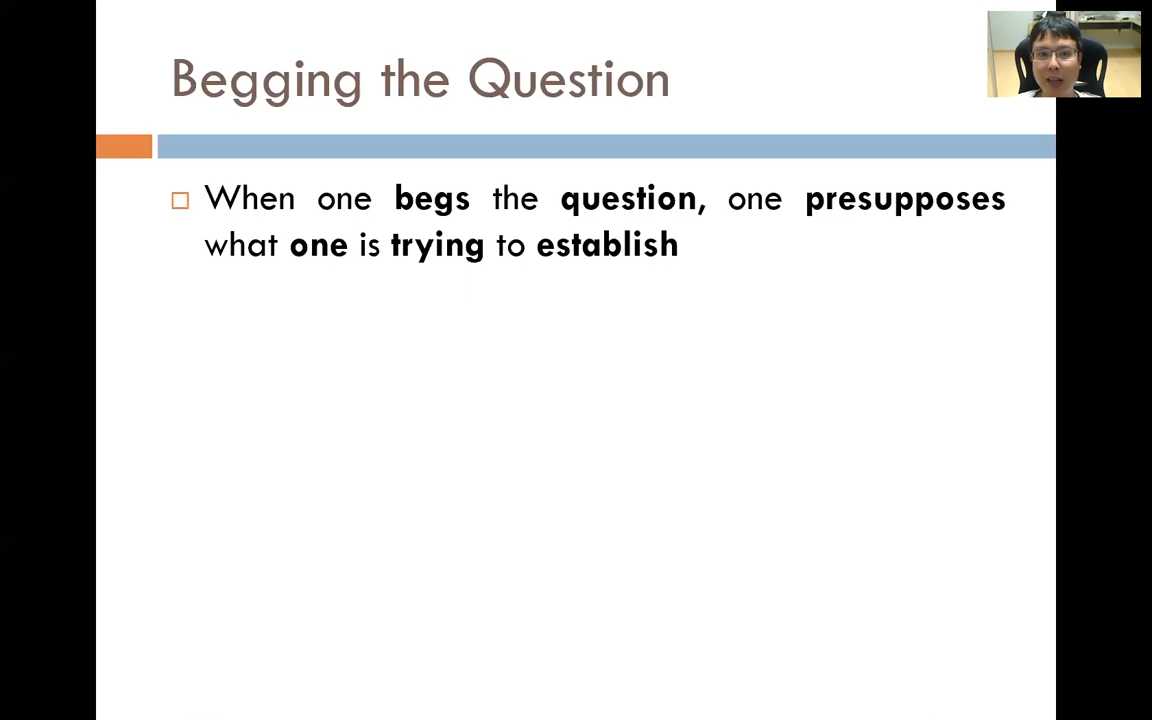 Begging the Question
When one begs the question, one presupposes
what one is trying to establish